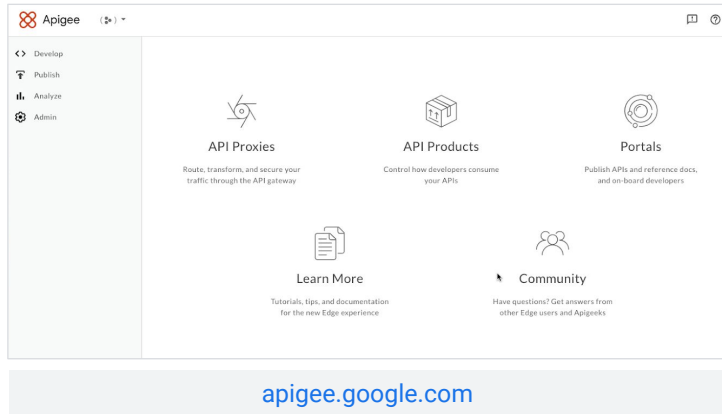 Apigee
Develop
Publish
Analyze
Admin
API Proxies
Route, transform, and secure your
traffic through the API gateway
API Products
Control how developers consume
your APIs
Portals
Publish APIs and reference docs,
and on-board developers
Learn More
Tutorials, tips, and documentation
for the new Edge experience
Community
Have questions? Get answers from
other Edge users and Apigeeks
apigee.google.com